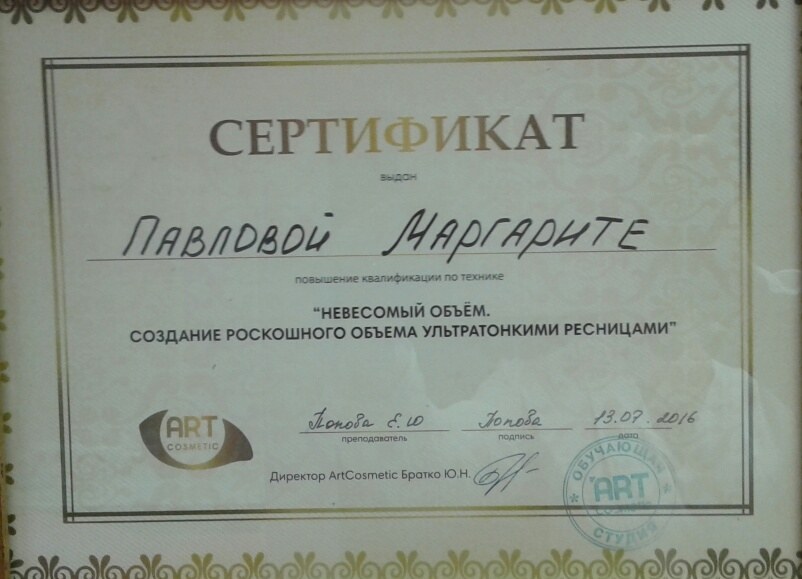 СЕРТИФИКАТ
выдан
Павловой Маргарите
повышение квалификации по технике
“НЕВЕСОМЫЙ ОБЪЁМ.
СОЗДАНИЕ РОСКОШНОГО ОБЪЕМА УЛЬТРАТОНКИМИ РЕСНИЦАМИ”
ART
COSMETIC
Попова Е.Ю Попова 13.07.2016
преподаватель подпись дата
Директор ArtCosmetic Братко Ю.Н.
ОБУЧАЮЩАЯ
ART
COSMETIC
СТУДИЯ